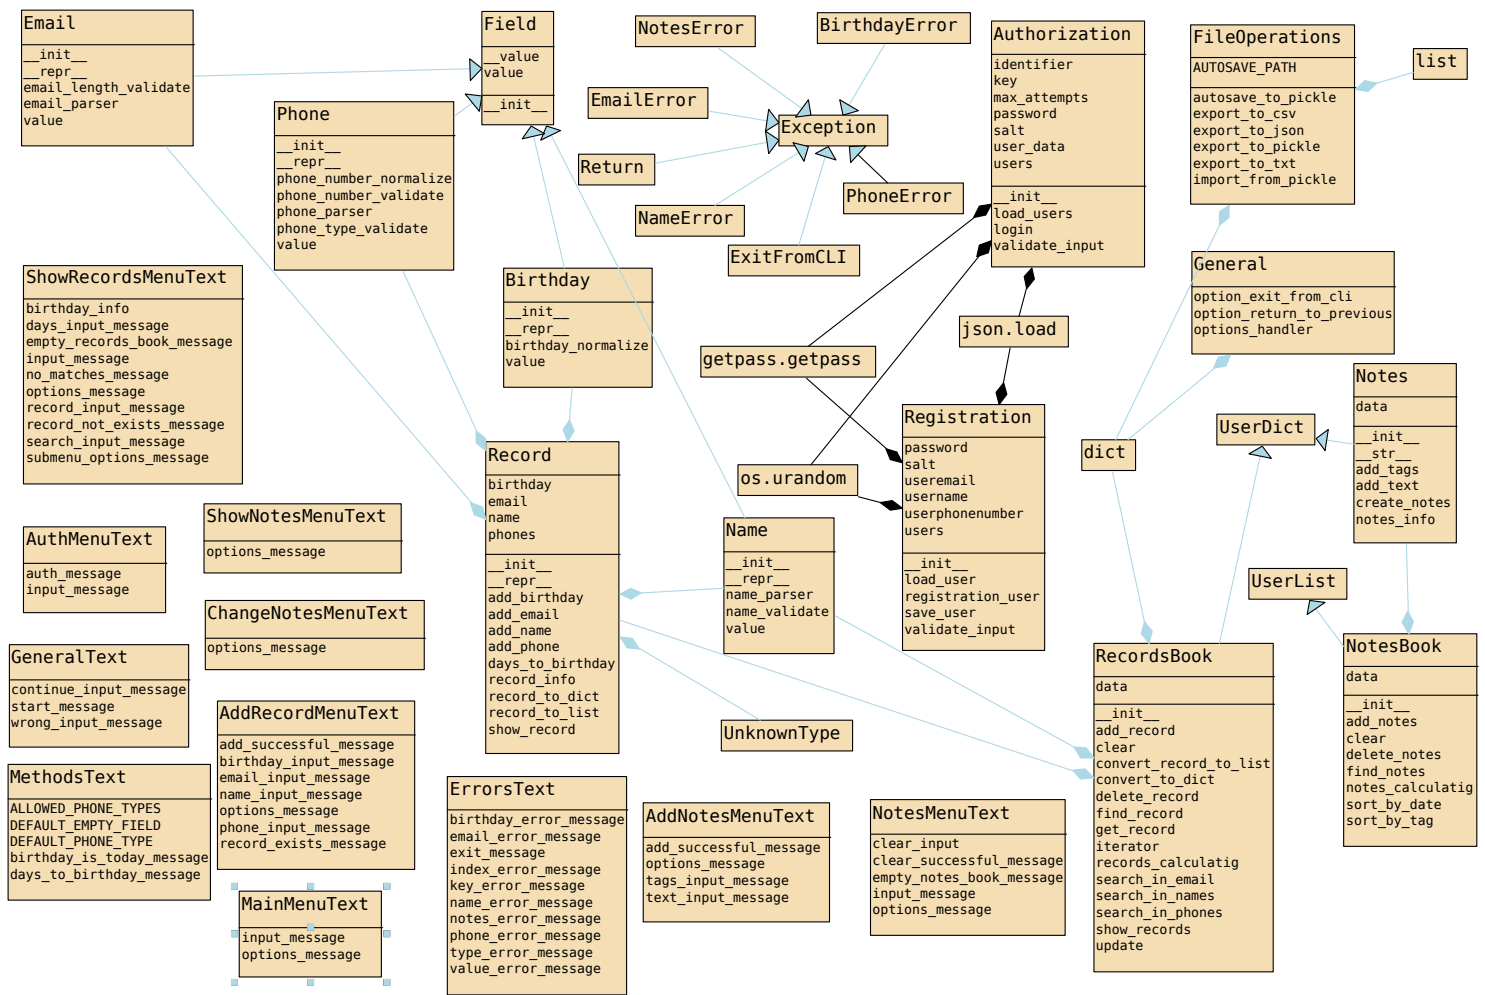 Email
__init__
__repr__
email_length_validate
email_parser
value
Field
__value
value
__init__
Phone
__init__
__repr__
phone_number_normalize
phone_number_validate
phone_parser
phone_type_validate
value
NotesError
BirthdayError
EmailError
Exception
Return
PhoneError
NameError
ExitFromCLI
Authorization
identifier
key
max_attempts
password
salt
user_data
users
__init__
load_users
login
validate_input
FileOperations
AUTOSAVE_PATH
autosave_to_pickle
export_to_csv
export_to_json
export_to_pickle
export_to_txt
import_from_pickle
list
General
option_exit_from_cli
option_return_to_previous
options_handler
ShowRecordsMenuText
birthday_info
days_input_message
empty_records_book_message
input_message
no_matches_message
options_message
record_input_message
record_not_exists_message
search_input_message
submenu_options_message
Birthday
__init__
__repr__
birthday_normalize
value
json.load
getpass.getpass
Registration
password
salt
useremail
username
userphonenumber
users
__init__
load_user
registration_user
save_user
validate_input
os.urandom
UserDict
dict
Notes
data
__init__
__str__
add_tags
add_text
create_notes
notes_info
Record
birthday
email
name
phones
__init__
__repr__
add_birthday
add_email
add_name
add_phone
days_to_birthday
record_info
record_to_dict
record_to_list
show_record
Name
__init__
__repr__
name_parser
name_validate
value
UserList
RecordsBook
data
__init__
add_record
clear
convert_record_to_list
convert_to_dict
delete_record
find_record
get_record
iterator
records_calculatig
search_in_email
search_in_names
search_in_phones
show_records
update
NotesBook
data
__init__
add_notes
clear
delete_notes
find_notes
notes_calculatig
sort_by_date
sort_by_tag
AuthMenuText
auth_message
input_message
ShowNotesMenuText
options_message
ChangeNotesMenuText
options_message
GeneralText
continue_input_message
start_message
wrong_input_message
AddRecordMenuText
add_successful_message
birthday_input_message
email_input_message
name_input_message
options_message
phone_input_message
record_exists_message
UnknownType
MethodsText
ALLOWED_PHONE_TYPES
DEFAULT_EMPTY_FIELD
DEFAULT_PHONE_TYPE
birthday_is_today_message
days_to_birthday_message
MainMenuText
input_message
options_message
ErrorsText
birthday_error_message
email_error_message
exit_message
index_error_message
key_error_message
name_error_message
notes_error_message
phone_error_message
type_error_message
value_error_message
AddNotesMenuText
add_successful_message
options_message
tags_input_message
text_input_message
NotesMenuText
clear_input
clear_successful_message
empty_notes_book_message
input_message
options_message